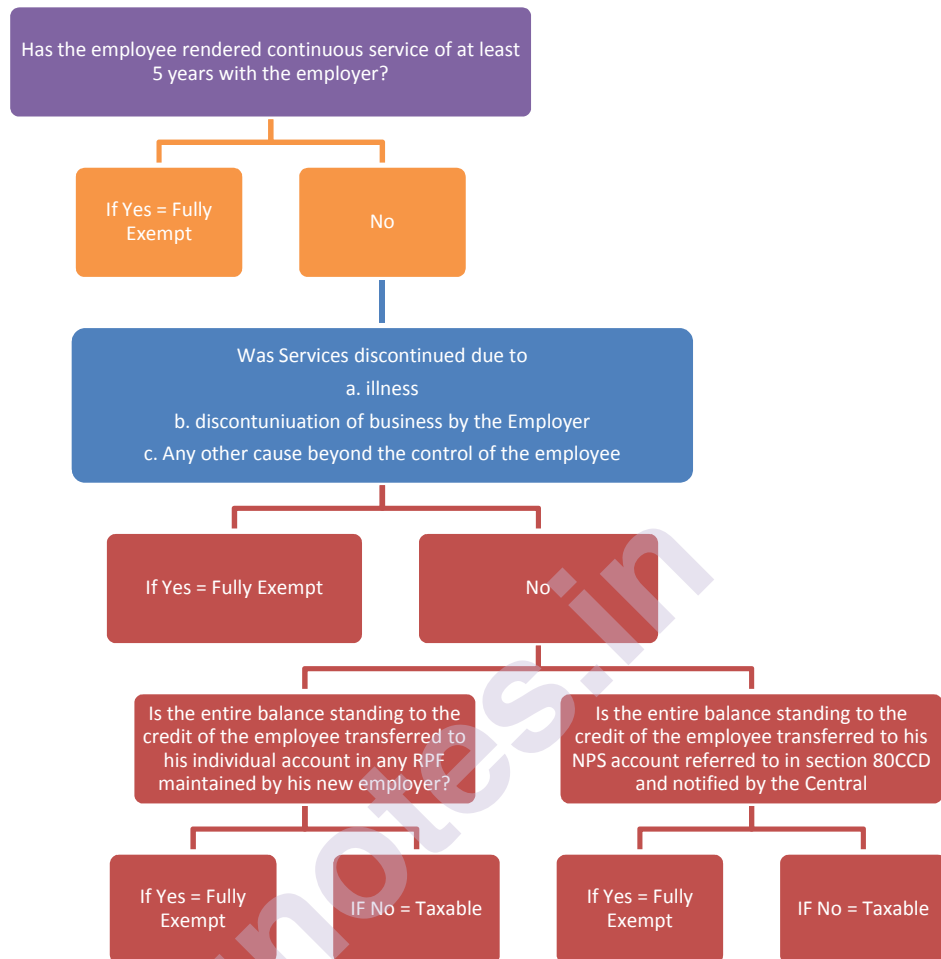 Has the employee rendered continuous service of at least
5 years with the employer?
If Yes = Fully
Exempt
No
Was Services discontinued due to
a. illness
b. discontuniuation of business by the Employer
c. Any other cause beyond the control of the employee
If Yes = Fully Exempt
No
Is the entire balance standing to the
credit of the employee transferred to
his individual account in any RPF
maintained by his new employer?
Is the entire balance standing to the
credit of the employee transferred to his
NPS account referred to in section 80CCD
and notified by the Central
If Yes = Fully
Exempt
IF No = Taxable
If Yes = Fully
Exempt
IF No = Taxable
notes.in